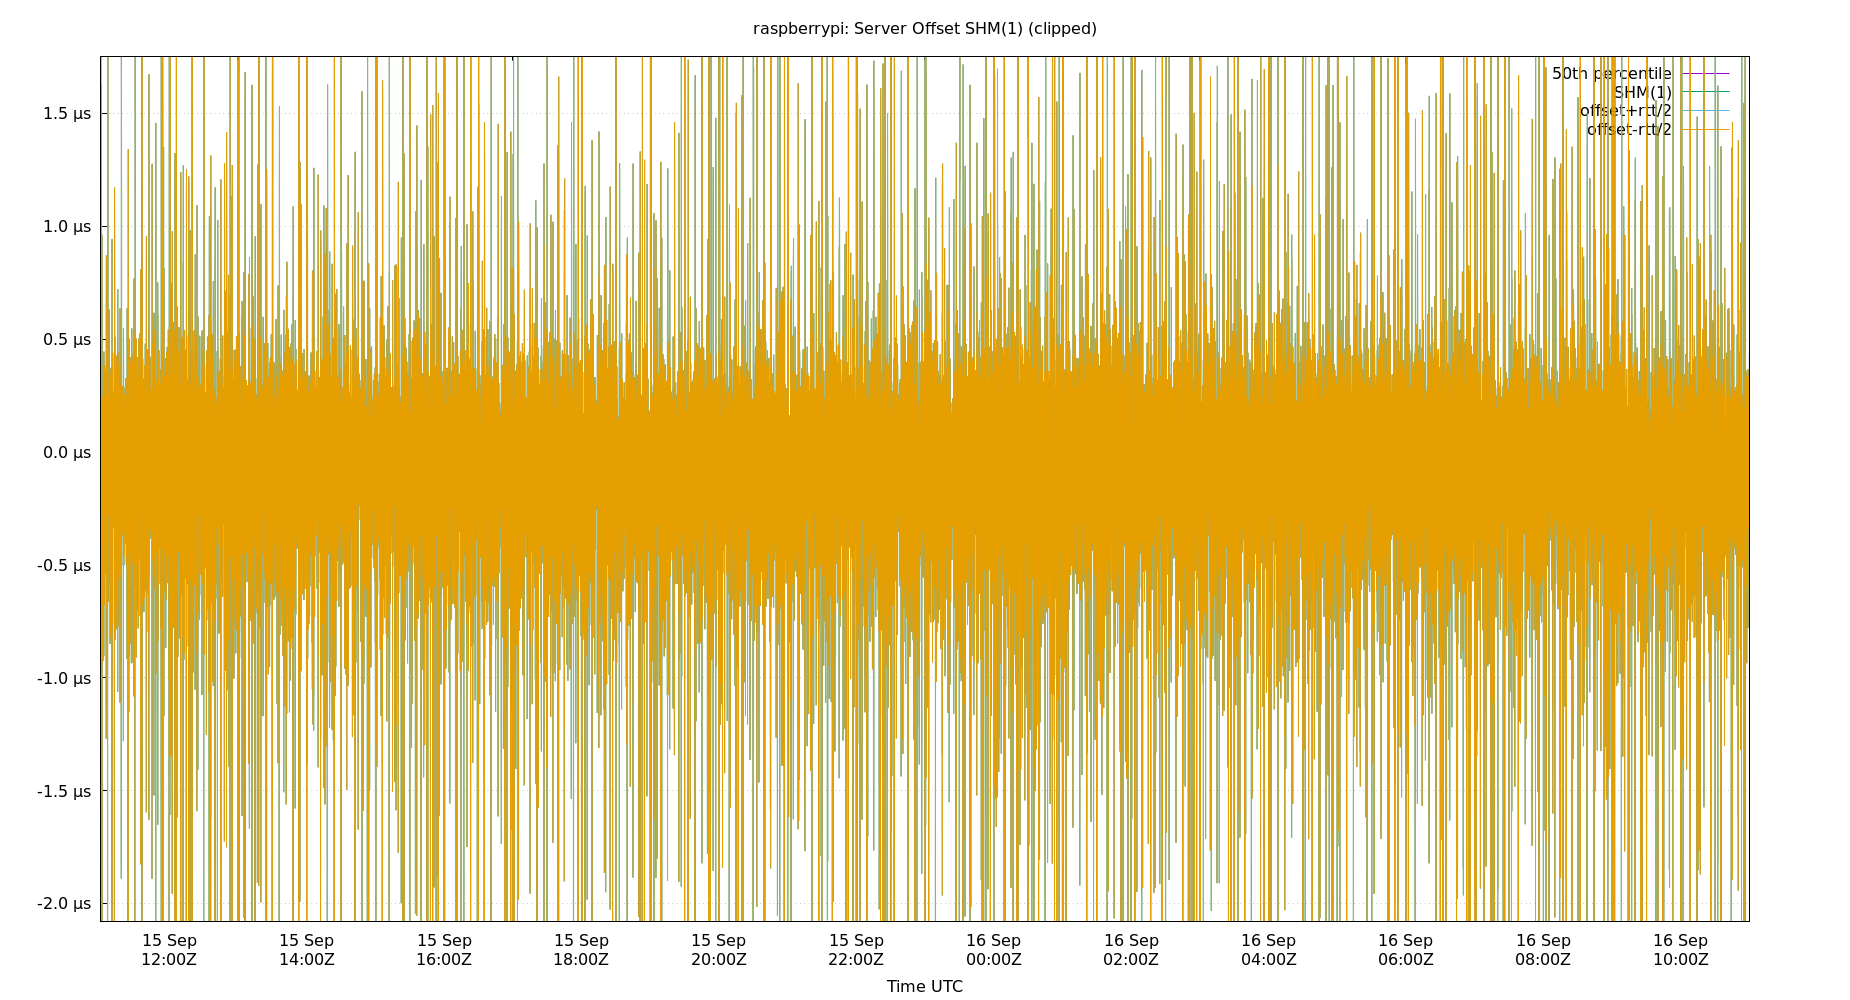 raspberrypi: Server Offset SHM(1) (clipped)
50th percentile
SHM(1)
offset+rtt/2
offset-rtt/2
1.5 µs
1.0 µs
0.5 µs
0.0 µs
-0.5 µs
-1.0 µs
-1.5 µs
-2.0 µs
15 Sep 15 Sep 15 Sep 15 Sep 15 Sep 15 Sep 16 Sep 16 Sep 16 Sep 16 Sep 16 Sep 16 Sep
12:00Z 14:00Z 16:00Z 18:00Z 20:00Z 22:00Z 00:00Z 02:00Z 04:00Z 06:00Z 08:00Z 10:00Z
Time UTC